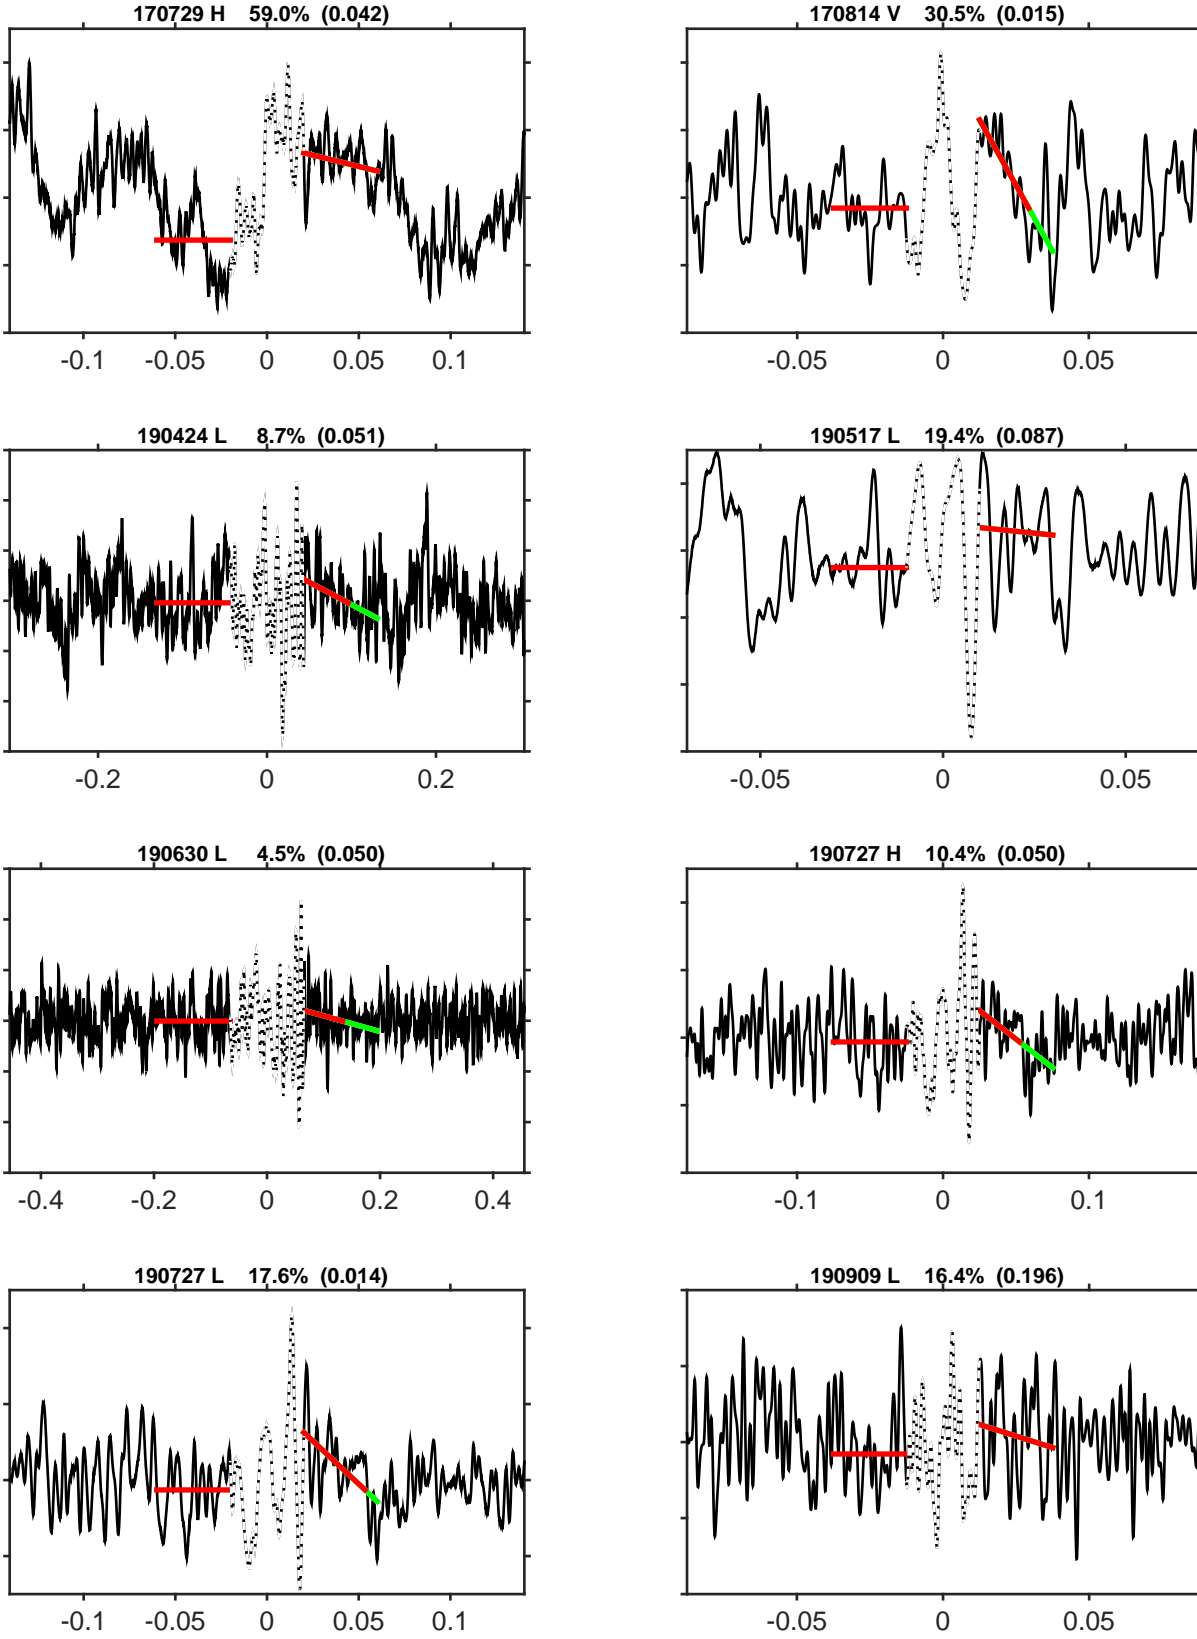 170729 H 59.0% (0.042)
170814 V 30.5% (0.015)
-0.1 -0.05 0 0.05 0.1
-0.05 0 0.05
190424 L 8.7% (0.051)
190517 L 19.4% (0.087)
-0.2 0 0.2
-0.05 0 0.05
190630 L 4.5% (0.050)
190727 H 10.4% (0.050)
-0.4 -0.2 0 0.2 0.4
-0.1 0 0.1
190727 L 17.6% (0.014)
190909 L 16.4% (0.196)
-0.1 -0.05 0 0.05 0.1
-0.05 0 0.05